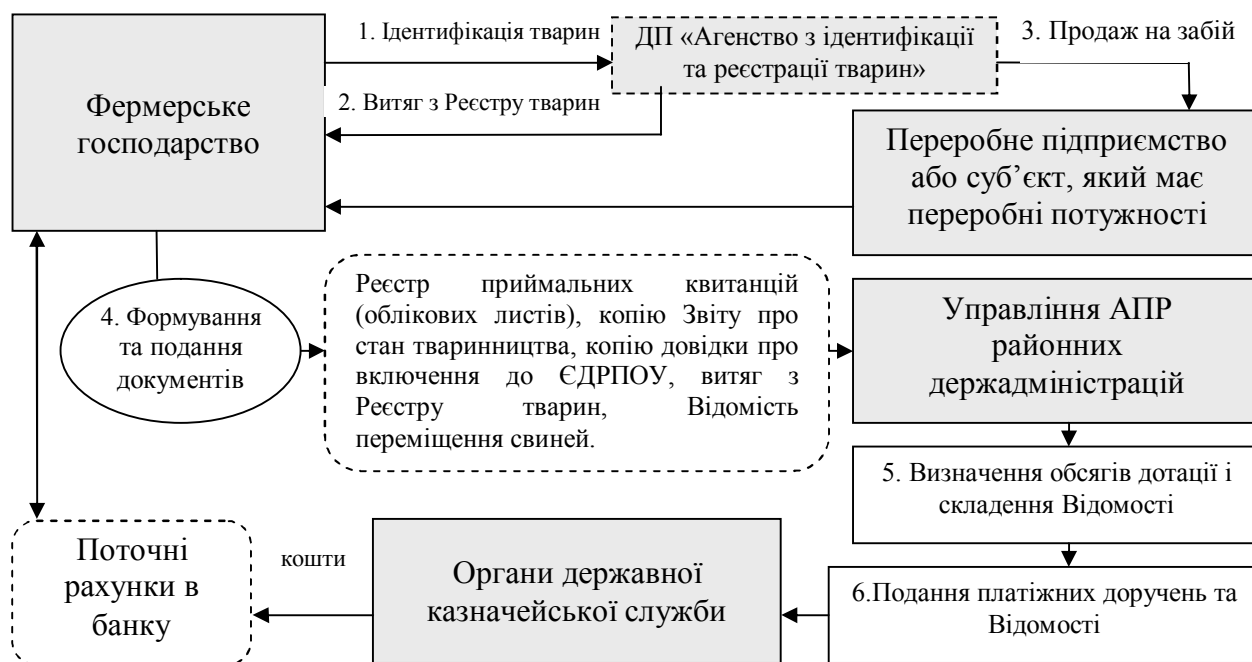 1. Ідентифікація тварин
ДП «Агенство з ідентифікації
та реєстрації тварин»
3. Продаж на забій
Фермерське
господарство
2. Витяг з Реєстру тварин
Переробне підприємство
або суб’єкт, який має
переробні потужності
4. Формування
та подання
документів
Реєстр приймальних квитанцій
(облікових листів), копію Звіту про
стан тваринництва, копію довідки про
включення до ЄДРПОУ, витяг з
Реєстру тварин, Відомість
переміщення свиней.
Управління АПР
районних
держадміністрацій
5. Визначення обсягів дотації і
складення Відомості
6.Подання платіжних доручень та
Відомості
Органи державної
казначейської служби
кошти
Поточні
рахунки в
банку